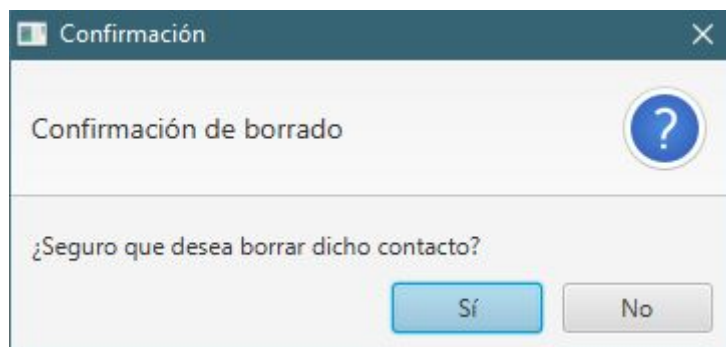 Confirmación
Confirmación de borrado
?
¿Seguro que desea borrar dicho contacto?
Sí
No